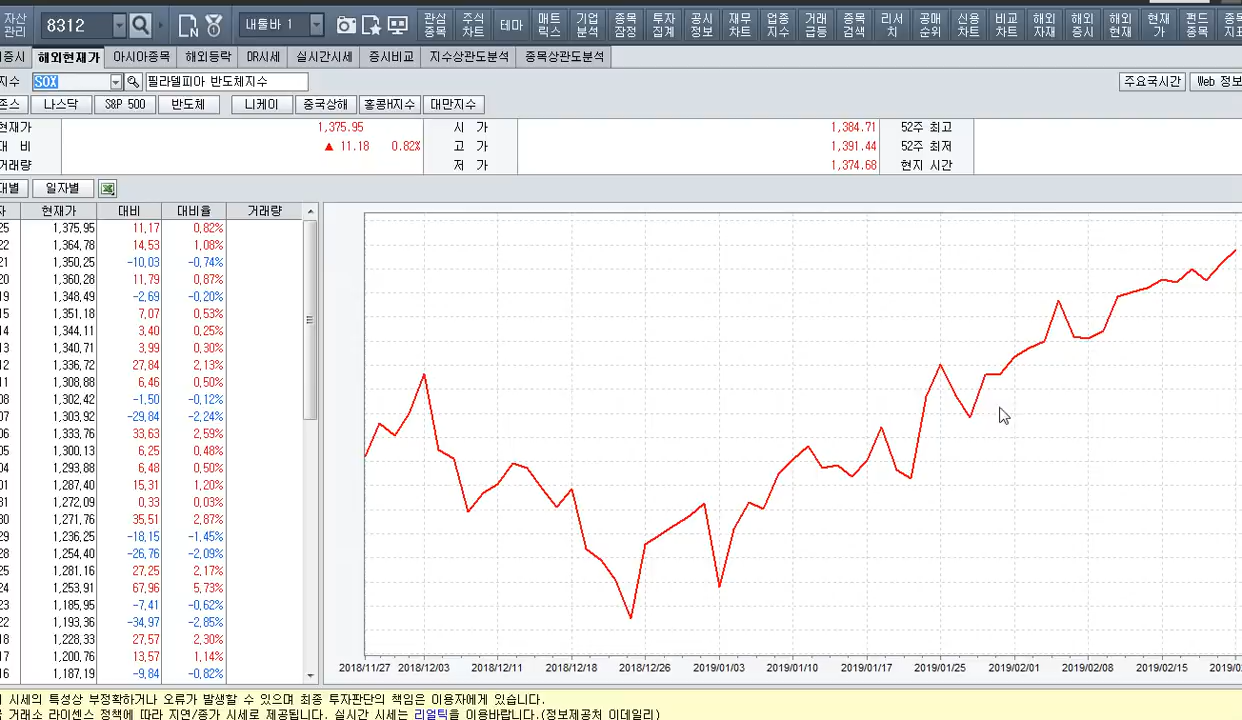 자산 관리 8312 내툴바 1 관심 종목 주식 차트 테마 매트 릭스 기업 분석 종목 잠정 투자 집계 공시 정보 재무 차트 업종 지수 거래 급등 종목 검색 리서 치 공매 순위 신용 차트 비교 차트 해외 자재 해외 증시 해외 현재 현재 가 펀드 종목
증시 해외현재가 아시아종목 해외등락 DR시세 실시간시세 증시비교 지수상관도분석 종목상관도분석
지수 SOX 필라델피아 반도체지수 주요국시간 Web 정보
존스 나스닥 S&P 500 반도체 니케이 중국상해 홍콩H지수 대만지수
현재가 1,375.95 시 가 1,384.71 52주 최고
대 비 ▲ 11.18 0.82% 고 가 1,391.44 52주 최저
거래량 저 가 1,374.68 현지 시간
대별 일자별
자 현재가 대비 대비율 거래량
25 1,375.95 11.17 0.82%
22 1,364.78 14.53 1.08%
21 1,350.25 -10.03 -0.74%
20 1,360.28 11.79 0.87%
19 1,348.49 -2.69 -0.20%
15 1,351.18 7.07 0.53%
14 1,344.11 3.40 0.25%
13 1,340.71 3.99 0.30%
12 1,336.72 27.84 2.13%
11 1,308.88 6.46 0.50%
08 1,302.42 -1.50 -0.12%
07 1,303.92 -29.84 -2.24%
06 1,333.76 33.63 2.59%
05 1,300.13 6.25 0.48%
04 1,293.88 6.48 0.50%
01 1,287.40 15.31 1.20%
31 1,272.09 0.33 0.03%
30 1,271.76 35.51 2.87%
29 1,236.25 -18.15 -1.45%
28 1,254.40 -26.76 -2.09%
25 1,281.16 27.25 2.17%
24 1,253.91 67.96 5.73%
23 1,185.95 -7.41 -0.62%
22 1,193.36 -34.97 -2.85%
18 1,228.33 27.57 2.30%
17 1,200.76 13.57 1.14%
16 1,187.19 -9.84 -0.82%
2018/11/27 2018/12/03 2018/12/11 2018/12/18 2018/12/26 2019/01/03 2019/01/10 2019/01/17 2019/01/25 2019/02/01 2019/02/08 2019/02/15 2019/0
시세의 특성상 부정확하거나 오류가 발생할 수 있으며 최종 투자판단의 책임은 이용자에게 있습니다.
거래소 라이센스 정책에 따라 지연/종가 시세로 제공됩니다. 실시간 시세는 리얼틱을 이용바랍니다.(정보제공처 이데일리)